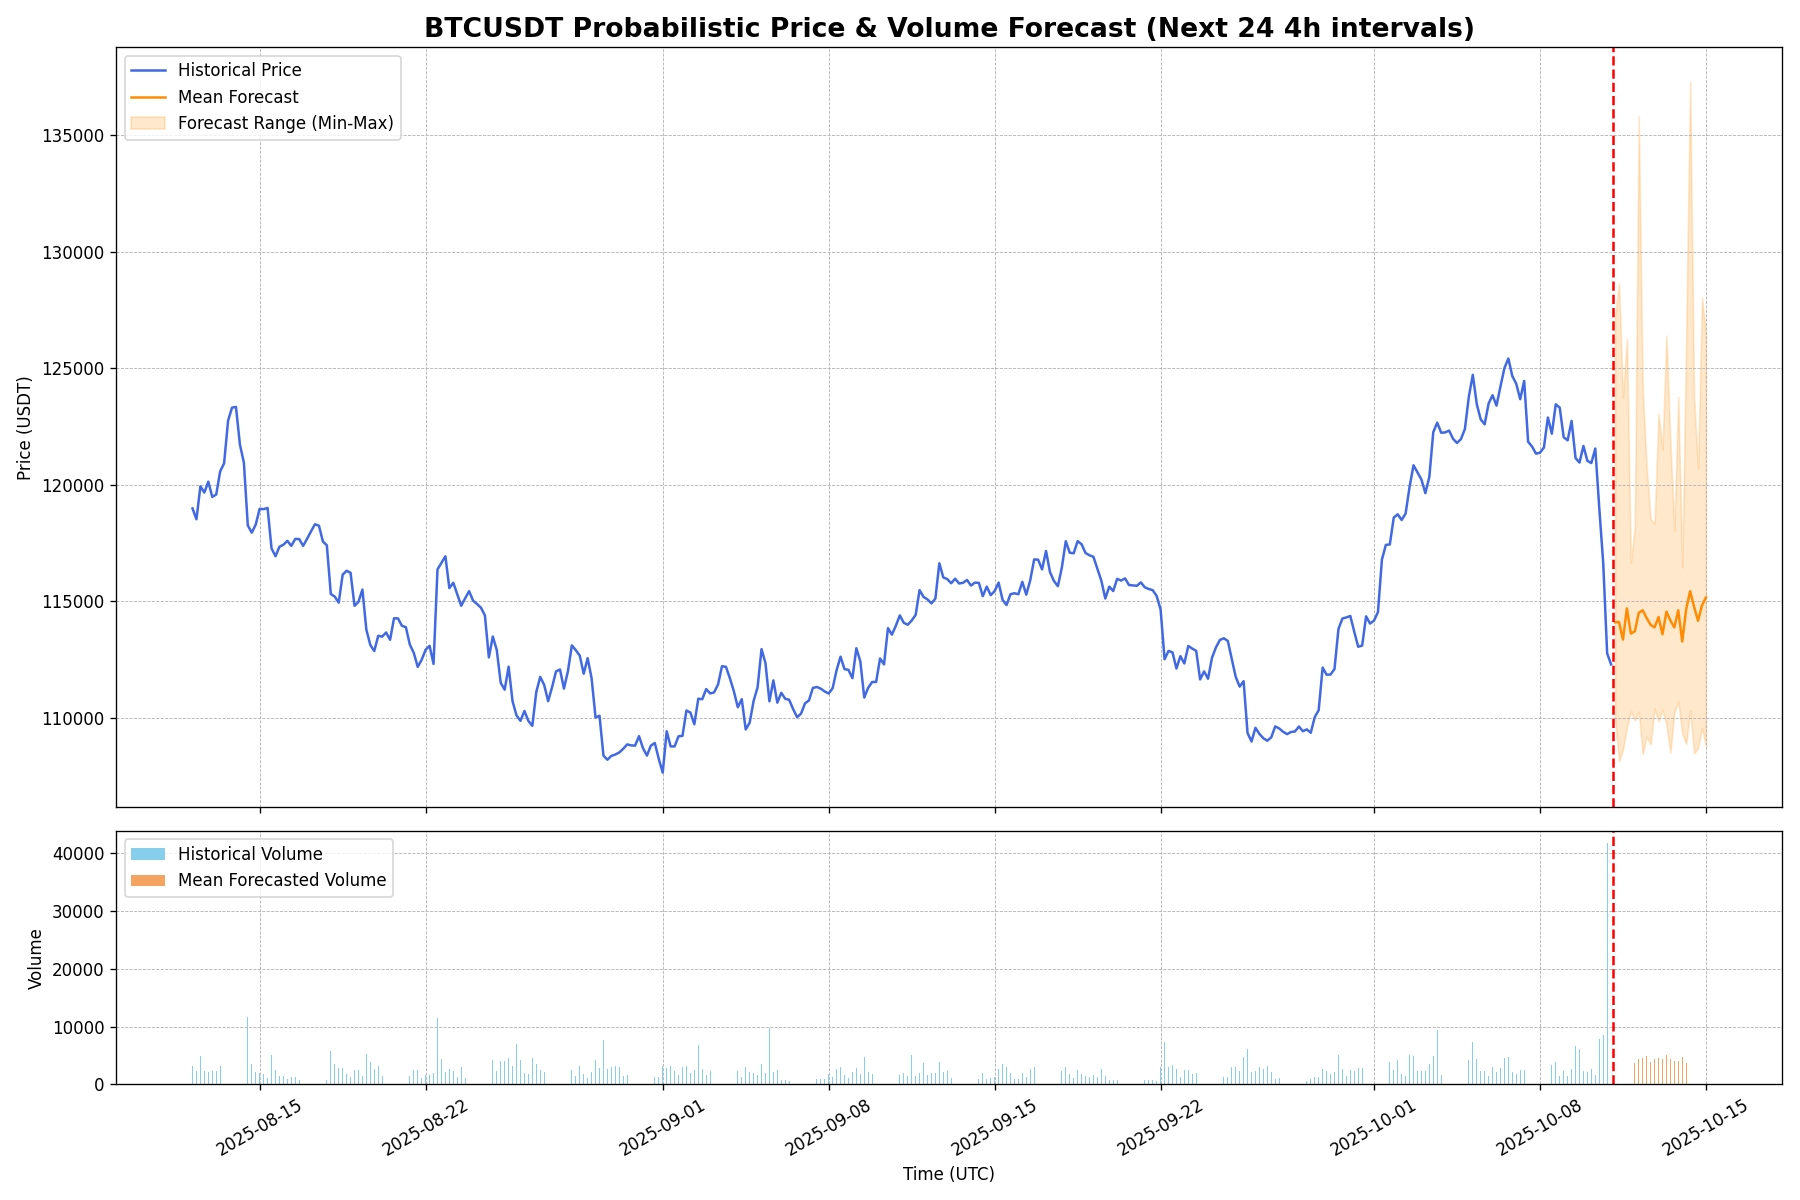 BTCUSDT Probabilistic Price & Volume Forecast (Next 24 4h intervals)
Historical Price
Mean Forecast
Forecast Range (Min-Max)
Price (USDT)
135000
130000
125000
120000
115000
110000
Historical Volume
Mean Forecasted Volume
Volume
40000
30000
20000
10000
0
2025-08-15
2025-08-22
2025-09-01
2025-09-08
2025-09-15
2025-09-22
2025-10-01
2025-10-08
2025-10-15
Time (UTC)